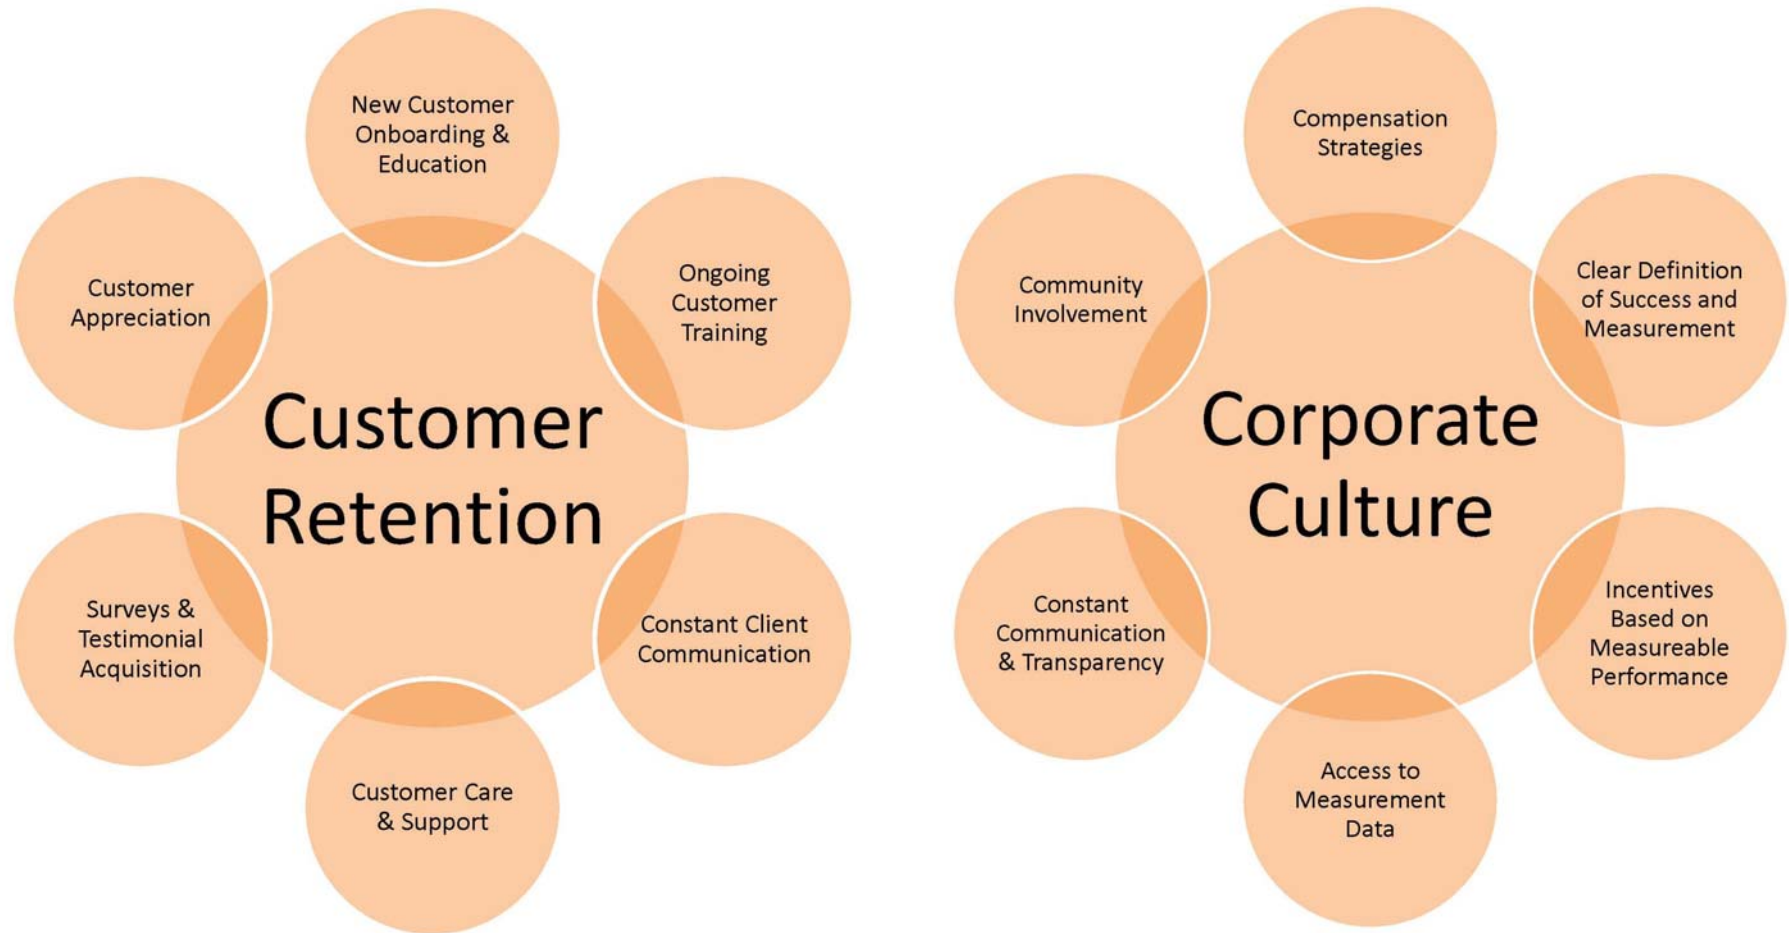 New Customer
Onboarding &
Education
Ongoing
Customer
Training
Constant Client
Communication
Customer Care
& Support
Surveys &
Testimonial
Acquisition
Customer
Appreciation
Customer
Retention
Compensation
Strategies
Clear Definition
of Success and
Measurement
Incentives
Based on
Measureable
Performance
Access to
Measurement
Data
Constant
Communication
& Transparency
Community
Involvement
Corporate
Culture